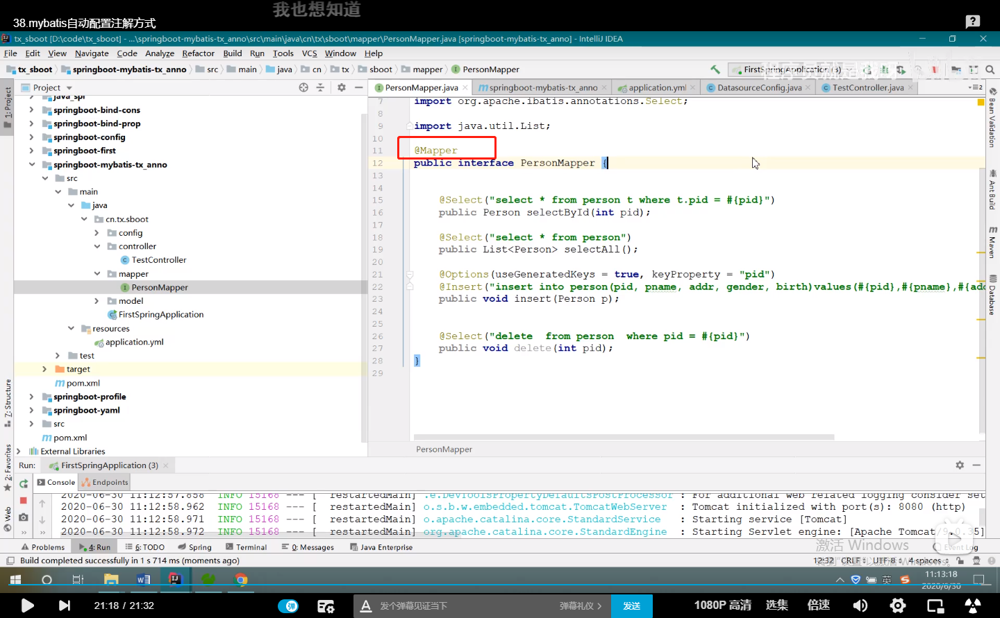 我也想知道
38.mybatis自动配置注解方式
tx_sboot [D:\code\tx_sboot] - ...\springboot-mybatis-tx_anno\src\main\java\cn\tx\sboot\mapper\PersonMapper.java [springboot-mybatis-tx_anno] - IntelliJ IDEA
File Edit View Navigate Code Analyze Refactor Build Run Tools VCS Window Help
tx_sboot springboot-mybatis-tx_anno src main java cn tx sboot mapper PersonMapper FirstSpringApplication (3)
Project
1: Project
java_spi
springboot-bind-cons
springboot-bind-prop
springboot-config
springboot-first
springboot-mybatis-tx_anno
src
main
java
cn.tx.sboot
config
controller
TestController
mapper
PersonMapper
model
FirstSpringApplication
resources
application.yml
test
target
pom.xml
springboot-profile
springboot-yaml
src
pom.xml
External Libraries
Z: Structure
2: Favorites
Web
PersonMapper.java springboot-mybatis-tx_anno application.yml DatasourceConfig.java TestController.java 2
7 import org.apache.ibatis.annotations.Select;
8
9 import java.util.List;
10
11 @Mapper
12 public interface PersonMapper {
13
14
15 @Select("select * from person t where t.pid = #{pid}")
16 public Person selectById(int pid);
17
18 @Select("select * from person")
19 public List<Person> selectAll();
20
21 @Options(useGeneratedKeys = true, keyProperty = "pid")
22 @Insert("insert into person(pid, pname, addr, gender, birth)values(#{pid},#{pname},#{add
23 public void insert(Person p);
24
25
26 @Select("delete  from person  where pid = #{pid}")
27 public void delete(int pid);
28 }
29
PersonMapper
Bean Validation
Ant Build
Maven
Database
Run: FirstSpringApplication (3)
Console Endpoints
2020-06-30 11:12:57.858 INFO 15168 --- [ restartedMain] .e.DevToolsPropertyDefaultsPostProcessor : For additional web related logging consider set
2020-06-30 11:12:58.962 INFO 15168 --- [ restartedMain] o.s.b.w.embedded.tomcat.TomcatWebServer : Tomcat initialized with port(s): 8080 (http)
2020-06-30 11:12:58.971 INFO 15168 --- [ restartedMain] o.apache.catalina.core.StandardService : Starting service [Tomcat]
2020-06-30 11:12:58.972 INFO 15168 --- [ restartedMain] org.apache.catalina.core.StandardEngine : Starting Servlet engine: [Apache Tomcat/9.0.35]
激活 Windows
Problems 4: Run 6: TODO Spring Terminal 0: Messages Java Enterprise Event Log
Build completed successfully in 1 s 714 ms (moments ago) 12:32 CRLF UTF-8 4 spaces
英
11:13:18
2020/6/30
21:18 / 21:32 弹 发个弹幕见证当下 弹幕礼仪 > 发送 1080P 高清 选集 倍速